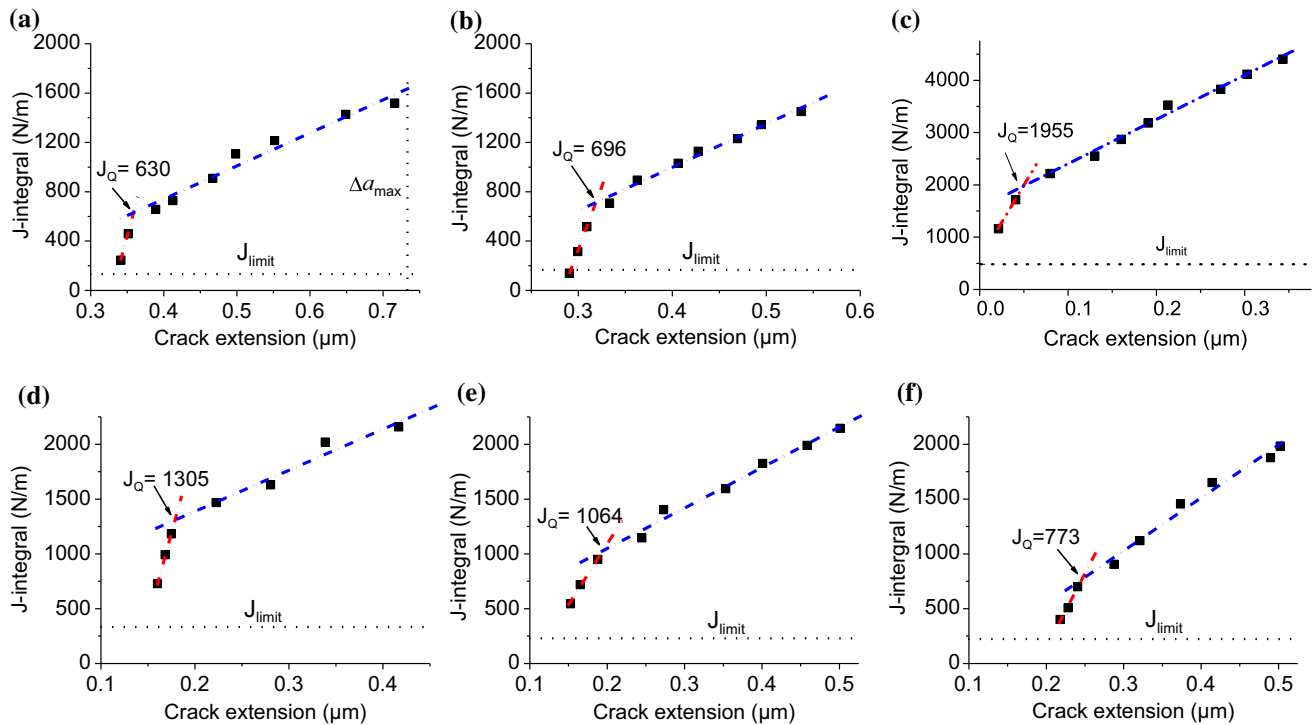 (a)
J-integral (N/m)
2000
1600
1200
800
400
0
J_Q= 630
Δa_max
J_limit
0.3 0.4 0.5 0.6 0.7
Crack extension (μm)
(b)
J-integral (N/m)
2000
1600
1200
800
400
0
J_Q= 696
J_limit
0.3 0.4 0.5 0.6
Crack extension (μm)
(c)
J-integral (N/m)
4000
3000
2000
1000
0
J_Q=1955
J_limit
0.0 0.1 0.2 0.3
Crack extension (μm)
(d)
J-integral (N/m)
2000
1500
1000
500
0
J_Q= 1305
J_limit
0.1 0.2 0.3 0.4
Crack extension (μm)
(e)
J-integral (N/m)
2000
1500
1000
500
0
J_Q= 1064
J_limit
0.1 0.2 0.3 0.4 0.5
Crack extension (μm)
(f)
J-intergral (N/m)
2000
1500
1000
500
0
J_Q=773
J_limit
0.1 0.2 0.3 0.4 0.5
Crack extension (μm)